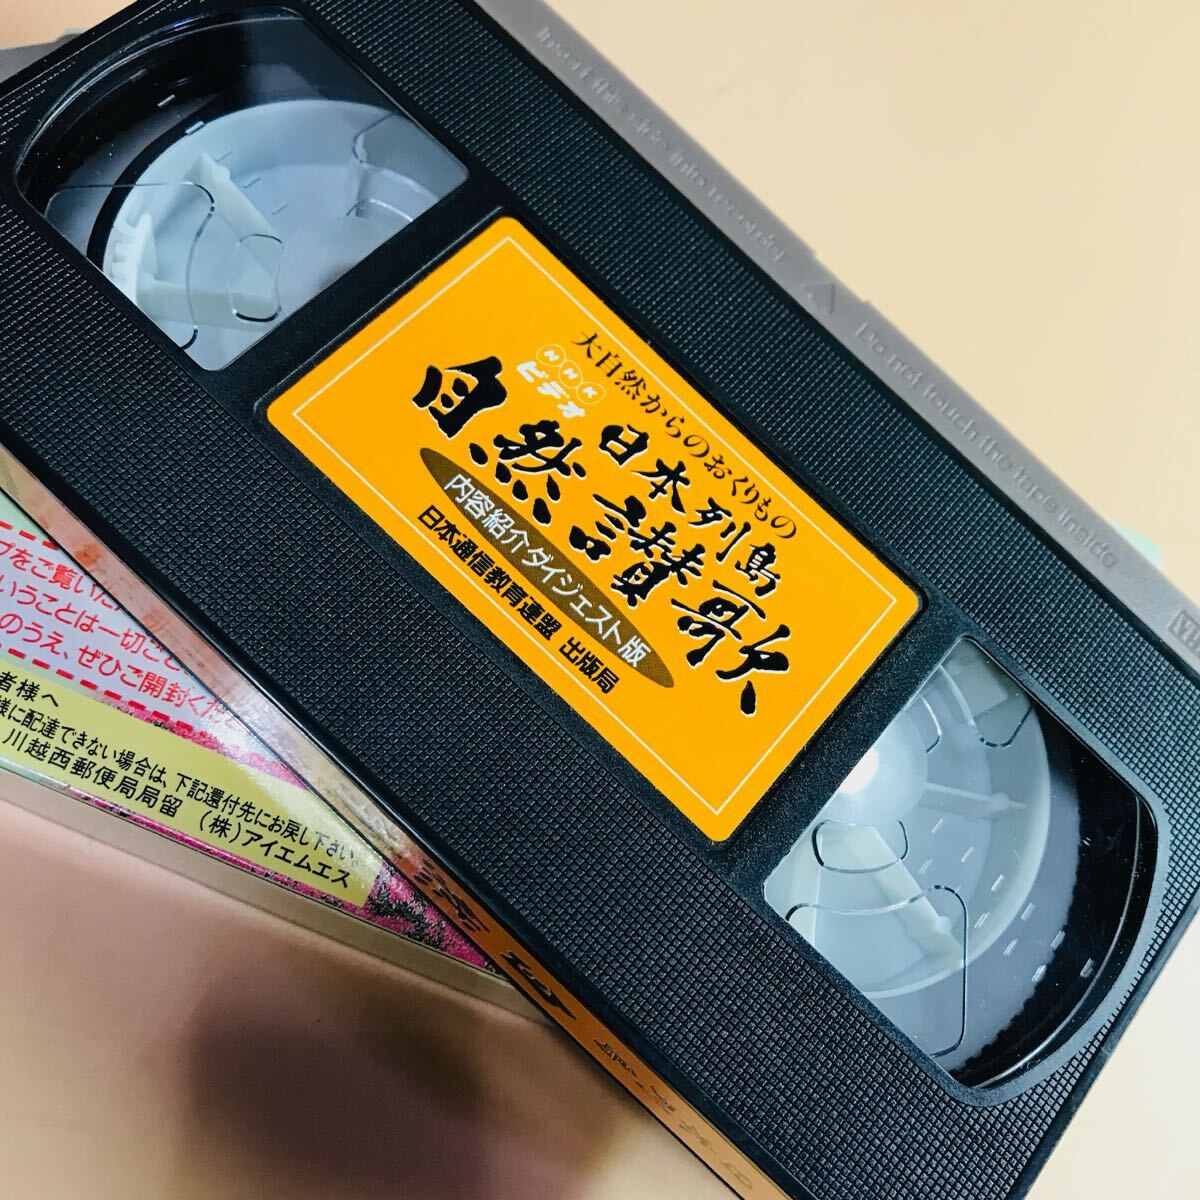 Insert this side into recorder
△ Do not touch the tape inside
大自然からのおくりもの
NHK
ビデオ
日本列島
自然讃歌
内容紹介ダイジェスト版
日本通信教育連盟 出版局
をご覧いた
いうことは一切ご
のうえ、ぜひご開封くだ
者様へ
様に配達できない場合は、下記還付先にお戻し下さい。
川越西郵便局局留 (株)アイエムエス